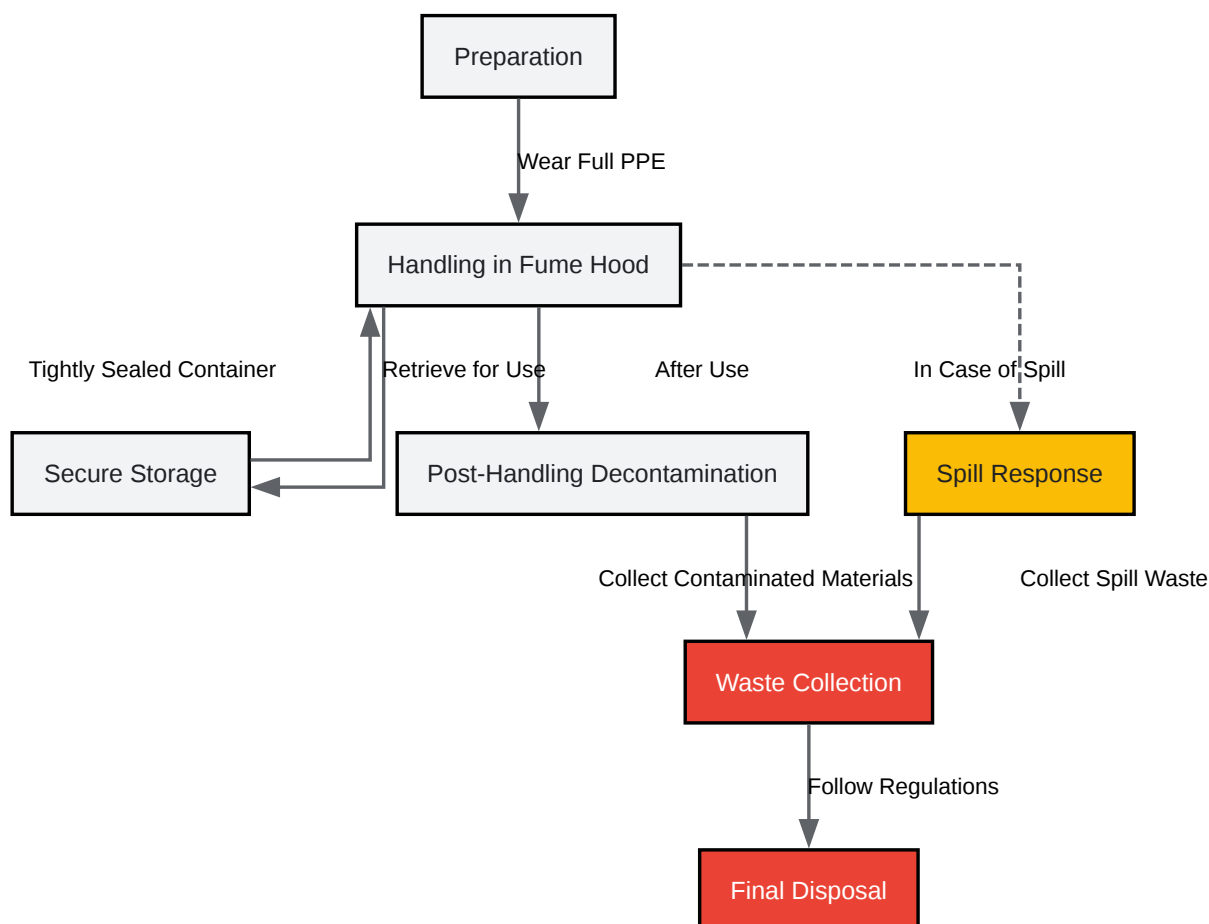 Preparation
Wear Full PPE
Handling in Fume Hood
Tightly Sealed Container
Retrieve for Use
After Use
In Case of Spill
Secure Storage
Post-Handling Decontamination
Spill Response
Collect Contaminated Materials
Collect Spill Waste
Waste Collection
Follow Regulations
Final Disposal